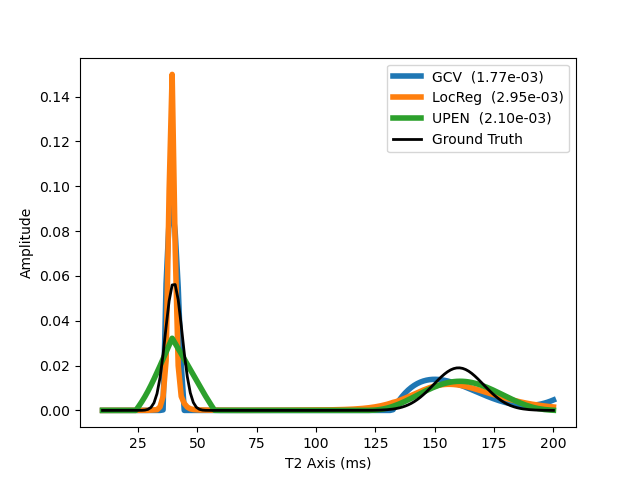 GCV (1.77e-03)
LocReg (2.95e-03)
UPEN (2.10e-03)
Ground Truth
Amplitude
0.14
0.12
0.10
0.08
0.06
0.04
0.02
0.00
25 50 75 100 125 150 175 200
T2 Axis (ms)